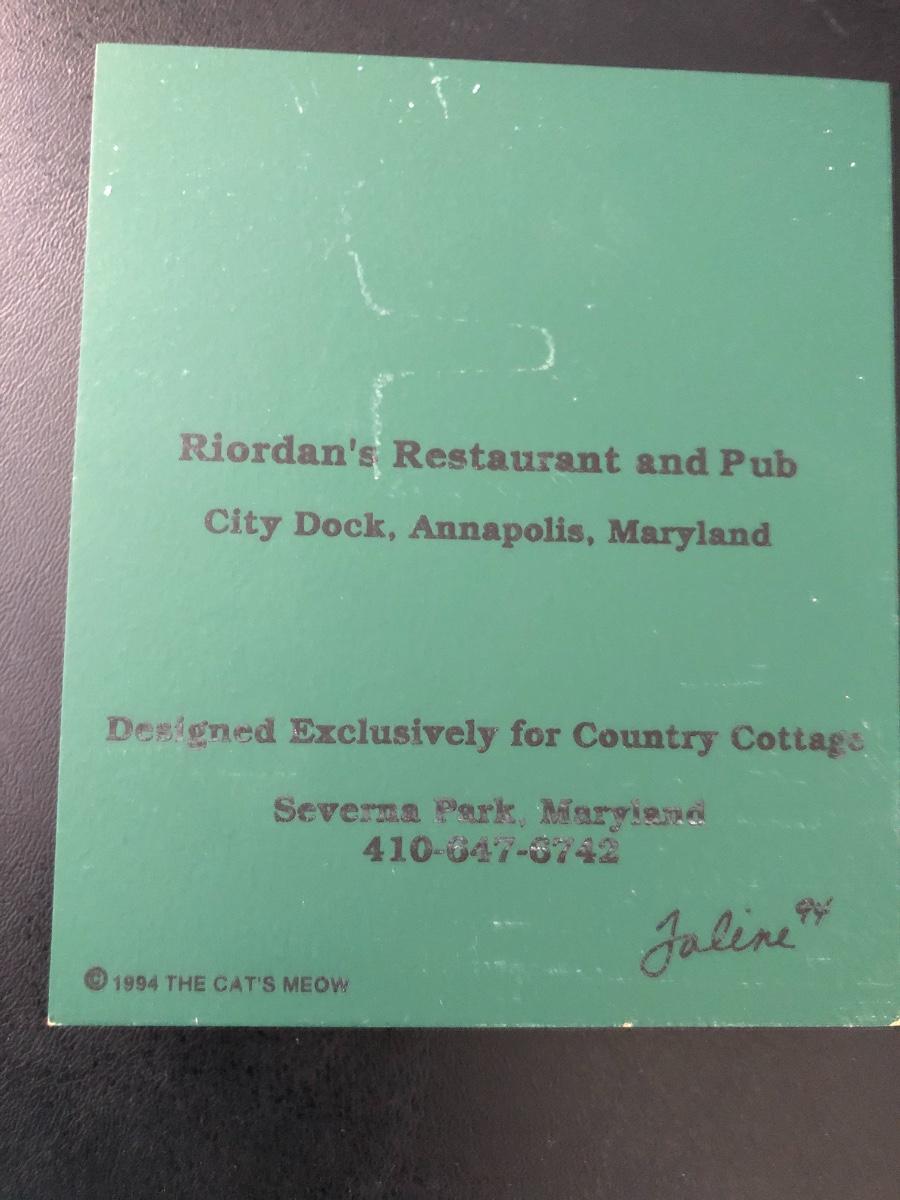 Riordan's Restaurant and Pub
City Dock, Annapolis, Maryland
Designed Exclusively for Country Cottage
Severna Park, Maryland
410-647-6742
Faline 94
© 1994 THE CAT'S MEOW